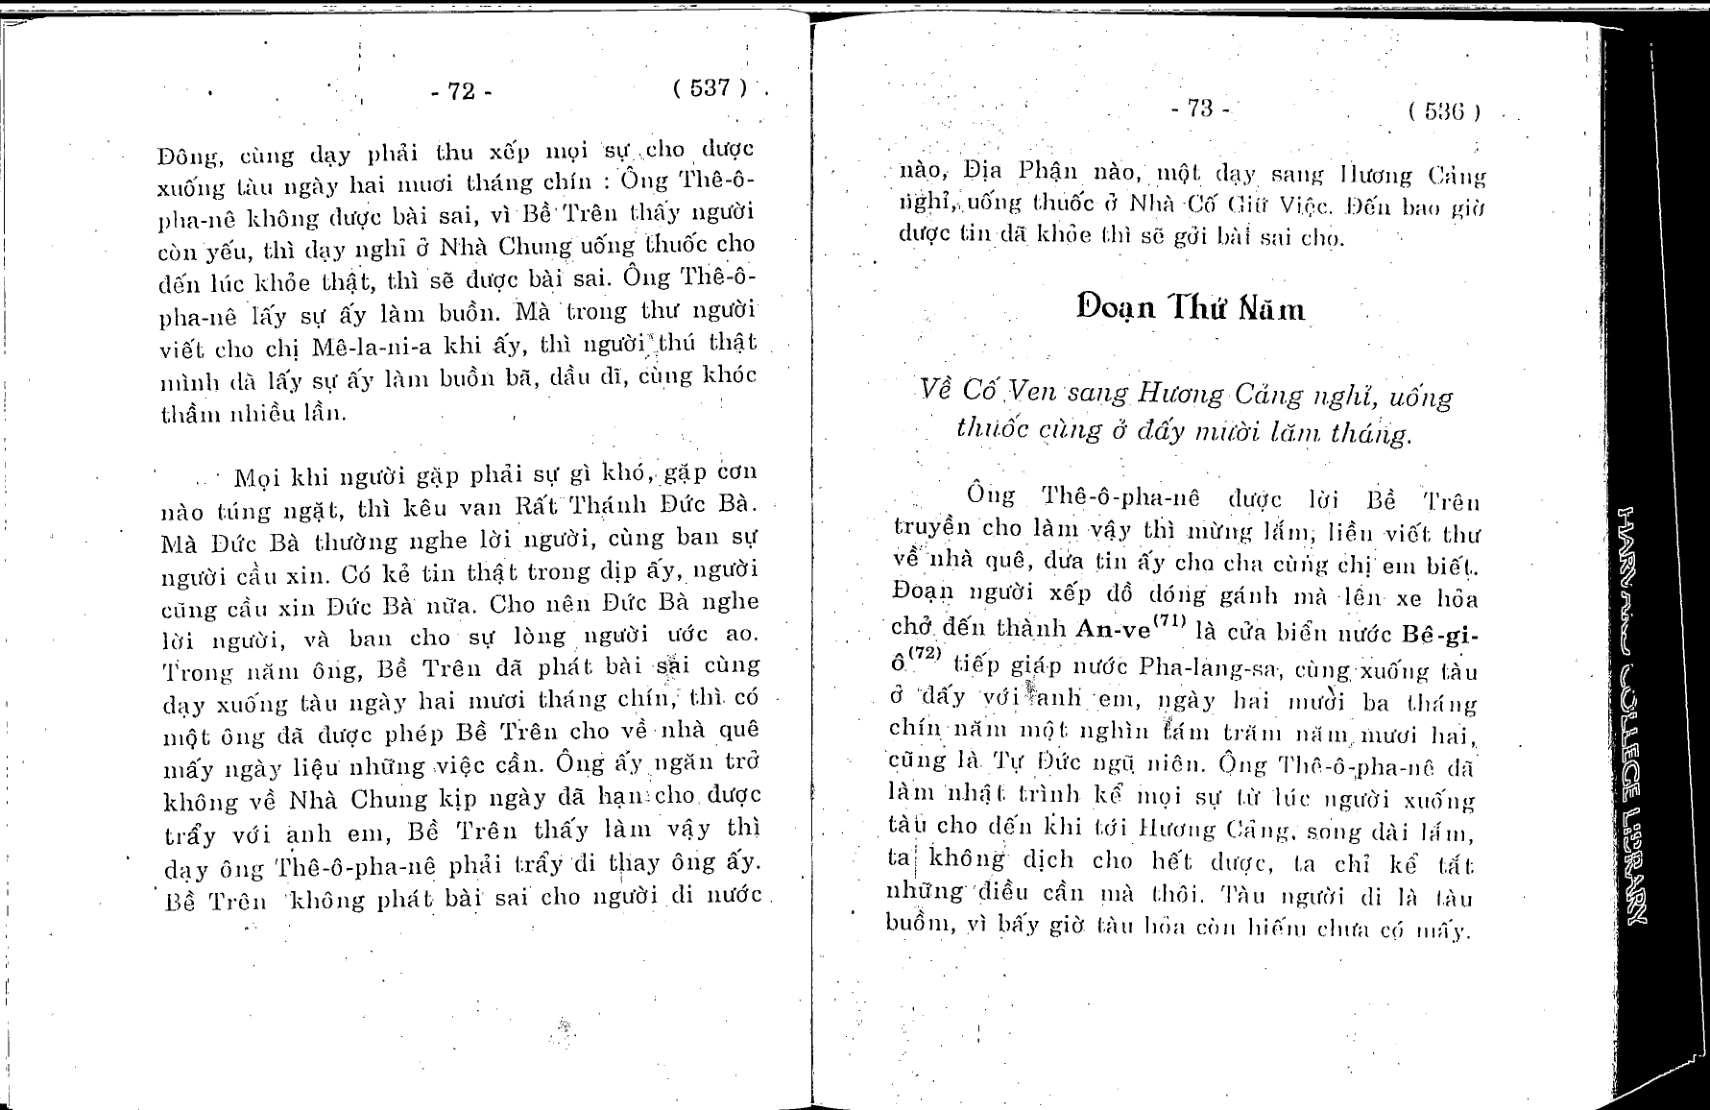 - 72 - ( 537 )
Đông, cùng dạy phải thu xếp mọi sự cho được
xuống tàu ngày hai mươi tháng chín : Ông Thê-ô-
pha-nê không được bài sai, vì Bề Trên thấy người
còn yếu, thì dạy nghỉ ở Nhà Chung uống thuốc cho
đến lúc khỏe thật, thì sẽ được bài sai. Ông Thê-ô-
pha-nê lấy sự ấy làm buồn. Mà trong thư người
viết cho chị Mê-la-ni-a khi ấy, thì người thú thật
mình đã lấy sự ấy làm buồn bã, dầu dĩ, cùng khóc
thầm nhiều lần.
Mọi khi người gặp phải sự gì khó, gặp cơn
nào túng ngặt, thì kêu van Rất Thánh Đức Bà.
Mà Đức Bà thường nghe lời người, cùng ban sự
người cầu xin. Có kẻ tin thật trong dịp ấy, người
cũng cầu xin Đức Bà nữa. Cho nên Đức Bà nghe
lời người, và ban cho sự lòng người ước ao.
Trong năm ông, Bề Trên đã phát bài sai cùng
dạy xuống tàu ngày hai mươi tháng chín, thì có
một ông đã được phép Bề Trên cho về nhà quê
mấy ngày liệu những việc cần. Ông ấy ngăn trở
không về Nhà Chung kịp ngày đã hạn cho được
trẩy với anh em, Bề Trên thấy làm vậy thì
dạy ông Thê-ô-pha-nê phải trẩy đi thay ông ấy.
Bề Trên không phát bài sai cho người đi nước
- 73 - ( 536 )
nào, Địa Phận nào, một dạy sang Hương Cảng
nghỉ, uống thuốc ở Nhà Cố Giữ Việc. Đến bao giờ
được tin đã khỏe thì sẽ gởi bài sai cho.
Đoạn Thứ Năm
Về Cố Ven sang Hương Cảng nghỉ, uống
thuốc cùng ở đấy mười lăm tháng.
Ông Thê-ô-pha-nê được lời Bề Trên
truyền cho làm vậy thì mừng lắm, liền viết thư
về nhà quê, đưa tin ấy cho cha cùng chị em biết.
Đoạn người xếp đồ đóng gánh mà lên xe hỏa
chở đến thành An-ve(71) là cửa biển nước Bê-gi-
ô(72) tiếp giáp nước Pha-lang-sa, cùng xuống tàu
ở đấy với anh em, ngày hai mười ba tháng
chín năm một nghìn tám trăm năm mươi hai,
cũng là Tự Đức ngũ niên. Ông Thê-ô-pha-nê đã
làm nhật trình kể mọi sự từ lúc người xuống
tàu cho đến khi tới Hương Cảng, song dài lắm,
ta không dịch cho hết được, ta chỉ kể tắt
những điều cần mà thôi. Tàu người đi là tàu
buồm, vì bấy giờ tàu hỏa còn hiếm chưa có mấy.
HARVARD COLLEGE LIBRARY